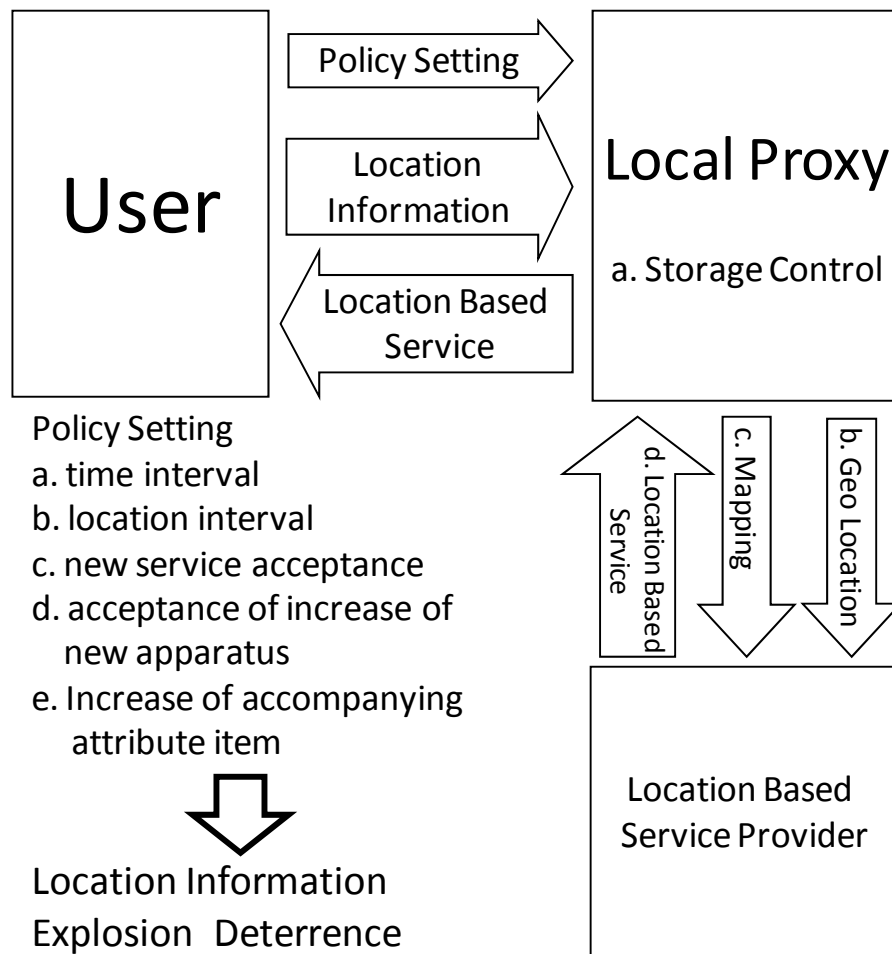 User
Policy Setting
Location
Information
Location Based
Service
Local Proxy
a. Storage Control
Policy Setting
a. time interval
b. location interval
c. new service acceptance
d. acceptance of increase of
new apparatus
e. Increase of accompanying
attribute item
Location Information
Explosion Deterrence
d. Location Based
Service
c. Mapping
b. Geo Location
Location Based
Service Provider